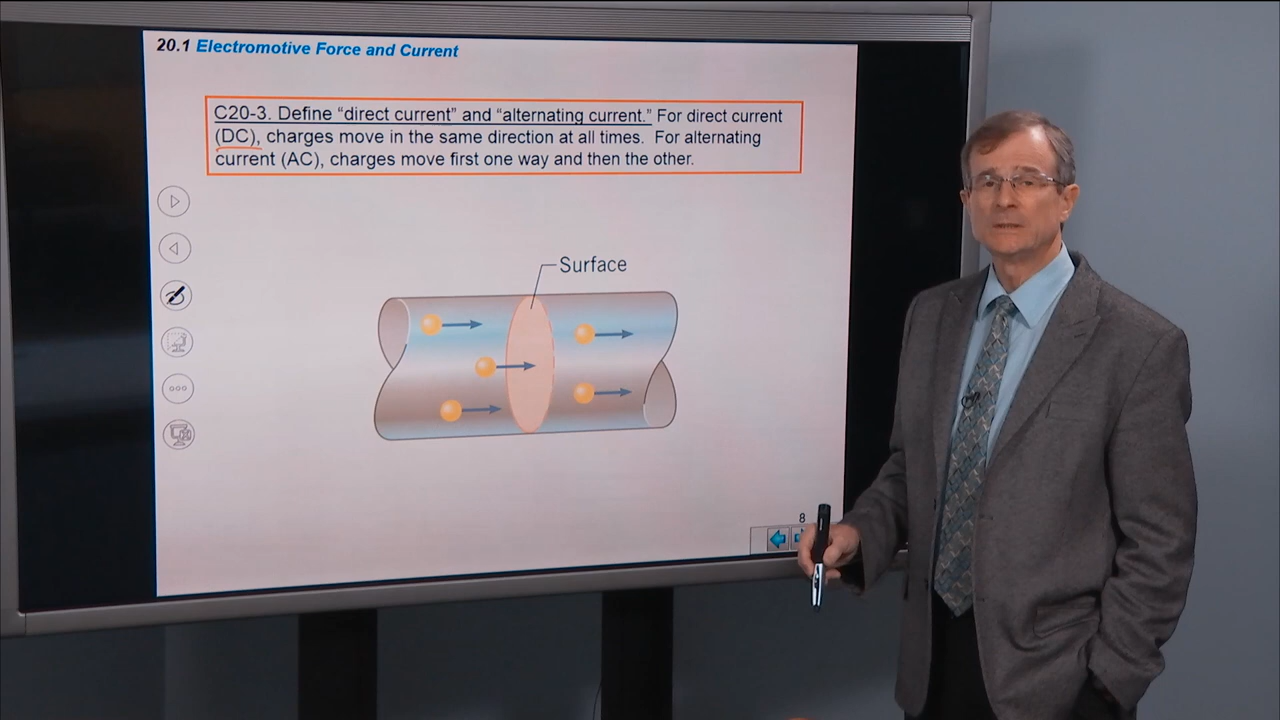 20.1 Electromotive Force and Current
C20-3. Define “direct current” and “alternating current.” For direct current
(DC), charges move in the same direction at all times. For alternating
current (AC), charges move first one way and then the other.
Surface
8